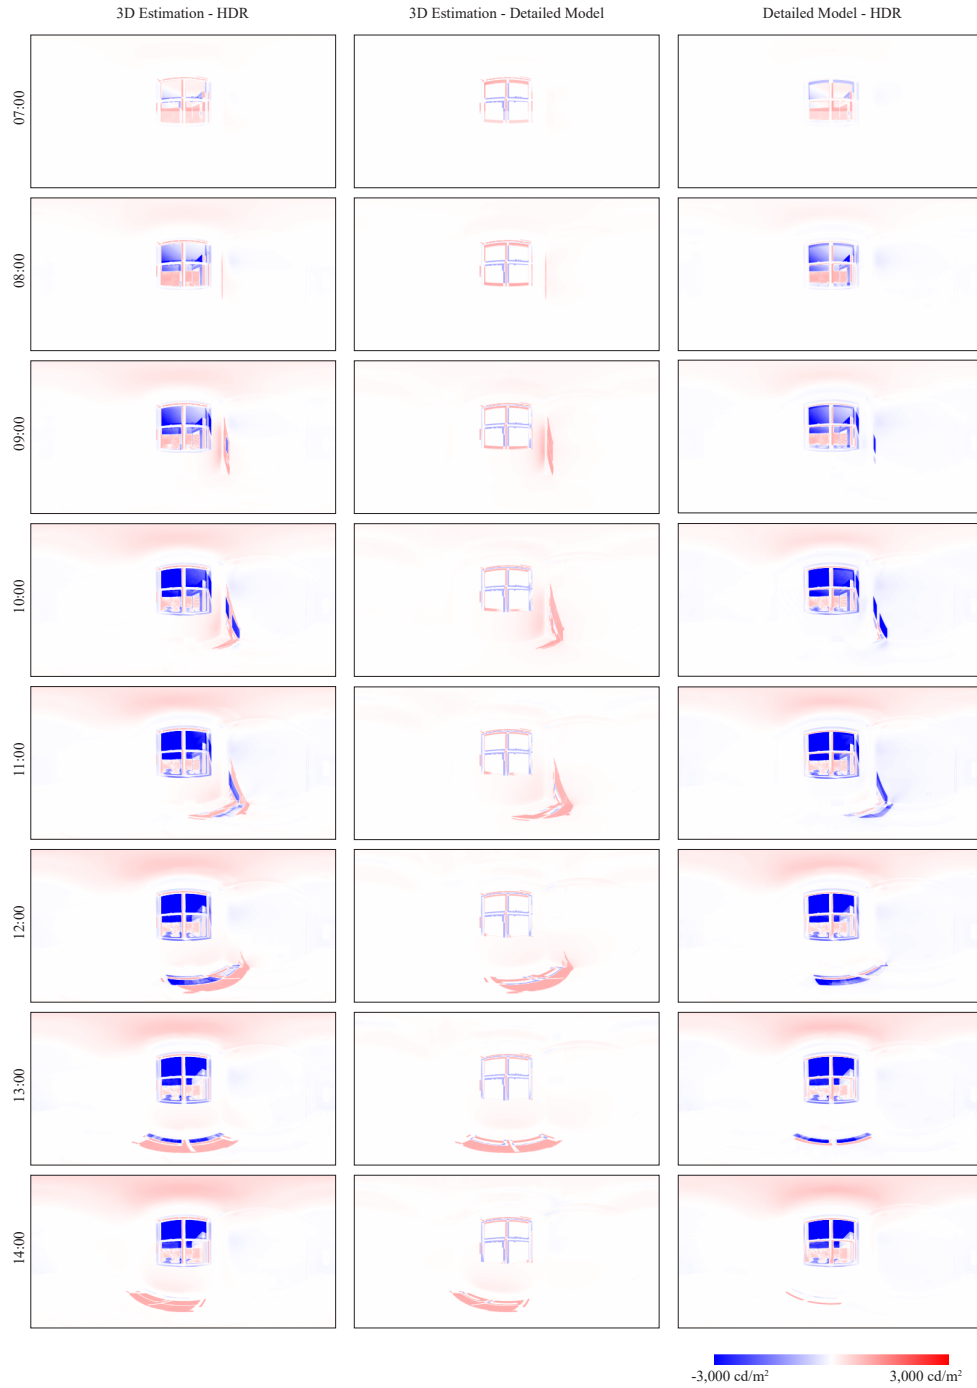 3D Estimation - HDR
3D Estimation - Detailed Model
Detailed Model - HDR
07:00
08:00
09:00
10:00
11:00
12:00
13:00
14:00
-3,000 cd/m²
3,000 cd/m²